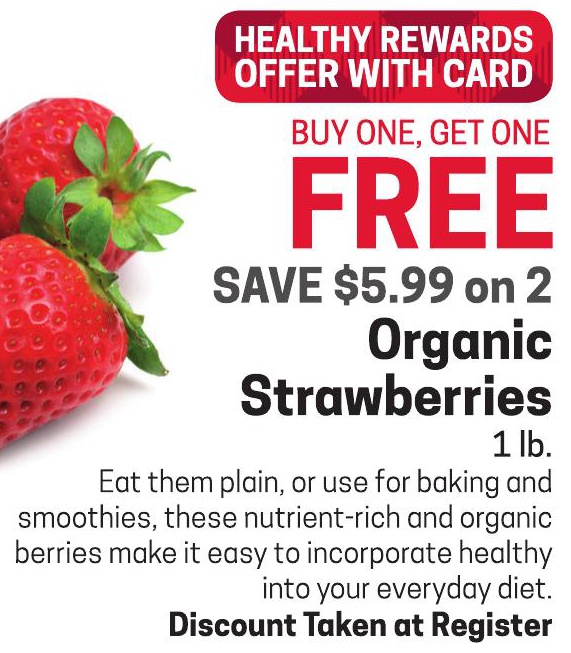 HEALTHY REWARDS
OFFER WITH CARD
BUY ONE, GET ONE
FREE
SAVE $5.99 on 2
Organic
Strawberries
1 lb.
Eat them plain, or use for baking and
smoothies, these nutrient-rich and organic
berries make it easy to incorporate healthy
into your everyday diet.
Discount Taken at Register